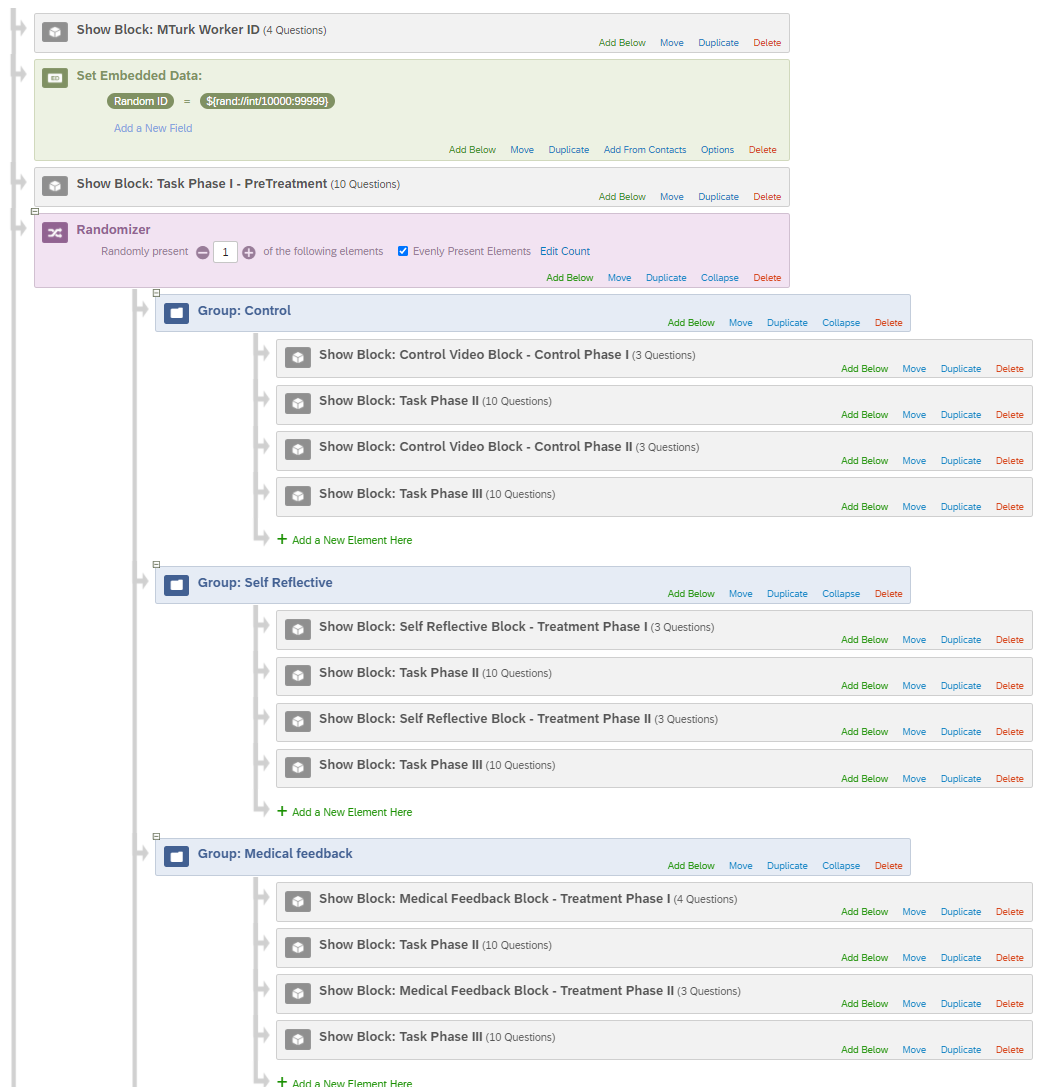 Show Block: MTurk Worker ID (4 Questions)
Add Below Move Duplicate Delete
ED
Set Embedded Data:
Random ID = ${rand://int/10000:99999}
Add a New Field
Add Below Move Duplicate Add From Contacts Options Delete
Show Block: Task Phase I - PreTreatment (10 Questions)
Add Below Move Duplicate Delete
Randomizer
Randomly present 1 of the following elements Evenly Present Elements Edit Count
Add Below Move Duplicate Collapse Delete
Group: Control
Add Below Move Duplicate Collapse Delete
Show Block: Control Video Block - Control Phase I (3 Questions)
Add Below Move Duplicate Delete
Show Block: Task Phase II (10 Questions)
Add Below Move Duplicate Delete
Show Block: Control Video Block - Control Phase II (3 Questions)
Add Below Move Duplicate Delete
Show Block: Task Phase III (10 Questions)
Add Below Move Duplicate Delete
+ Add a New Element Here
Group: Self Reflective
Add Below Move Duplicate Collapse Delete
Show Block: Self Reflective Block - Treatment Phase I (3 Questions)
Add Below Move Duplicate Delete
Show Block: Task Phase II (10 Questions)
Add Below Move Duplicate Delete
Show Block: Self Reflective Block - Treatment Phase II (3 Questions)
Add Below Move Duplicate Delete
Show Block: Task Phase III (10 Questions)
Add Below Move Duplicate Delete
+ Add a New Element Here
Group: Medical feedback
Add Below Move Duplicate Collapse Delete
Show Block: Medical Feedback Block - Treatment Phase I (4 Questions)
Add Below Move Duplicate Delete
Show Block: Task Phase II (10 Questions)
Add Below Move Duplicate Delete
Show Block: Medical Feedback Block - Treatment Phase II (3 Questions)
Add Below Move Duplicate Delete
Show Block: Task Phase III (10 Questions)
Add Below Move Duplicate Delete
+ Add a New Element Here